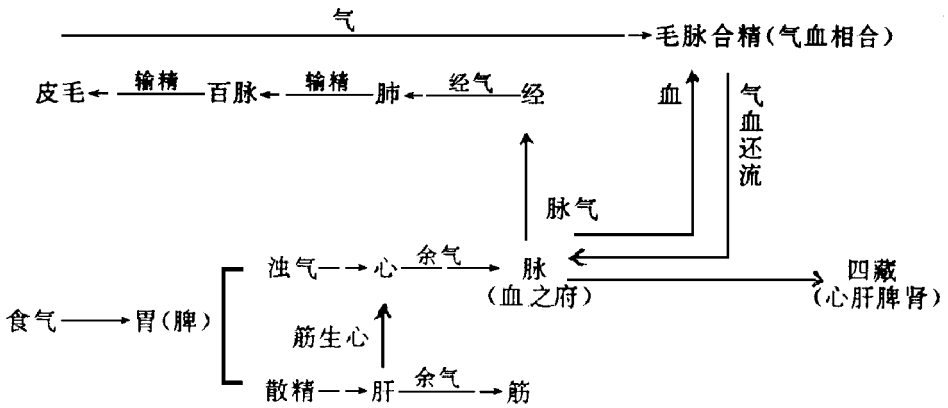 气
毛脉合精(气血相合)
皮毛 输精 百脉 输精 肺 经气 经
血
气血还流
脉气
浊气 心 余气 脉
(血之府)
四藏
(心肝脾肾)
食气 胃(脾)
筋生心
散精 肝 余气 筋